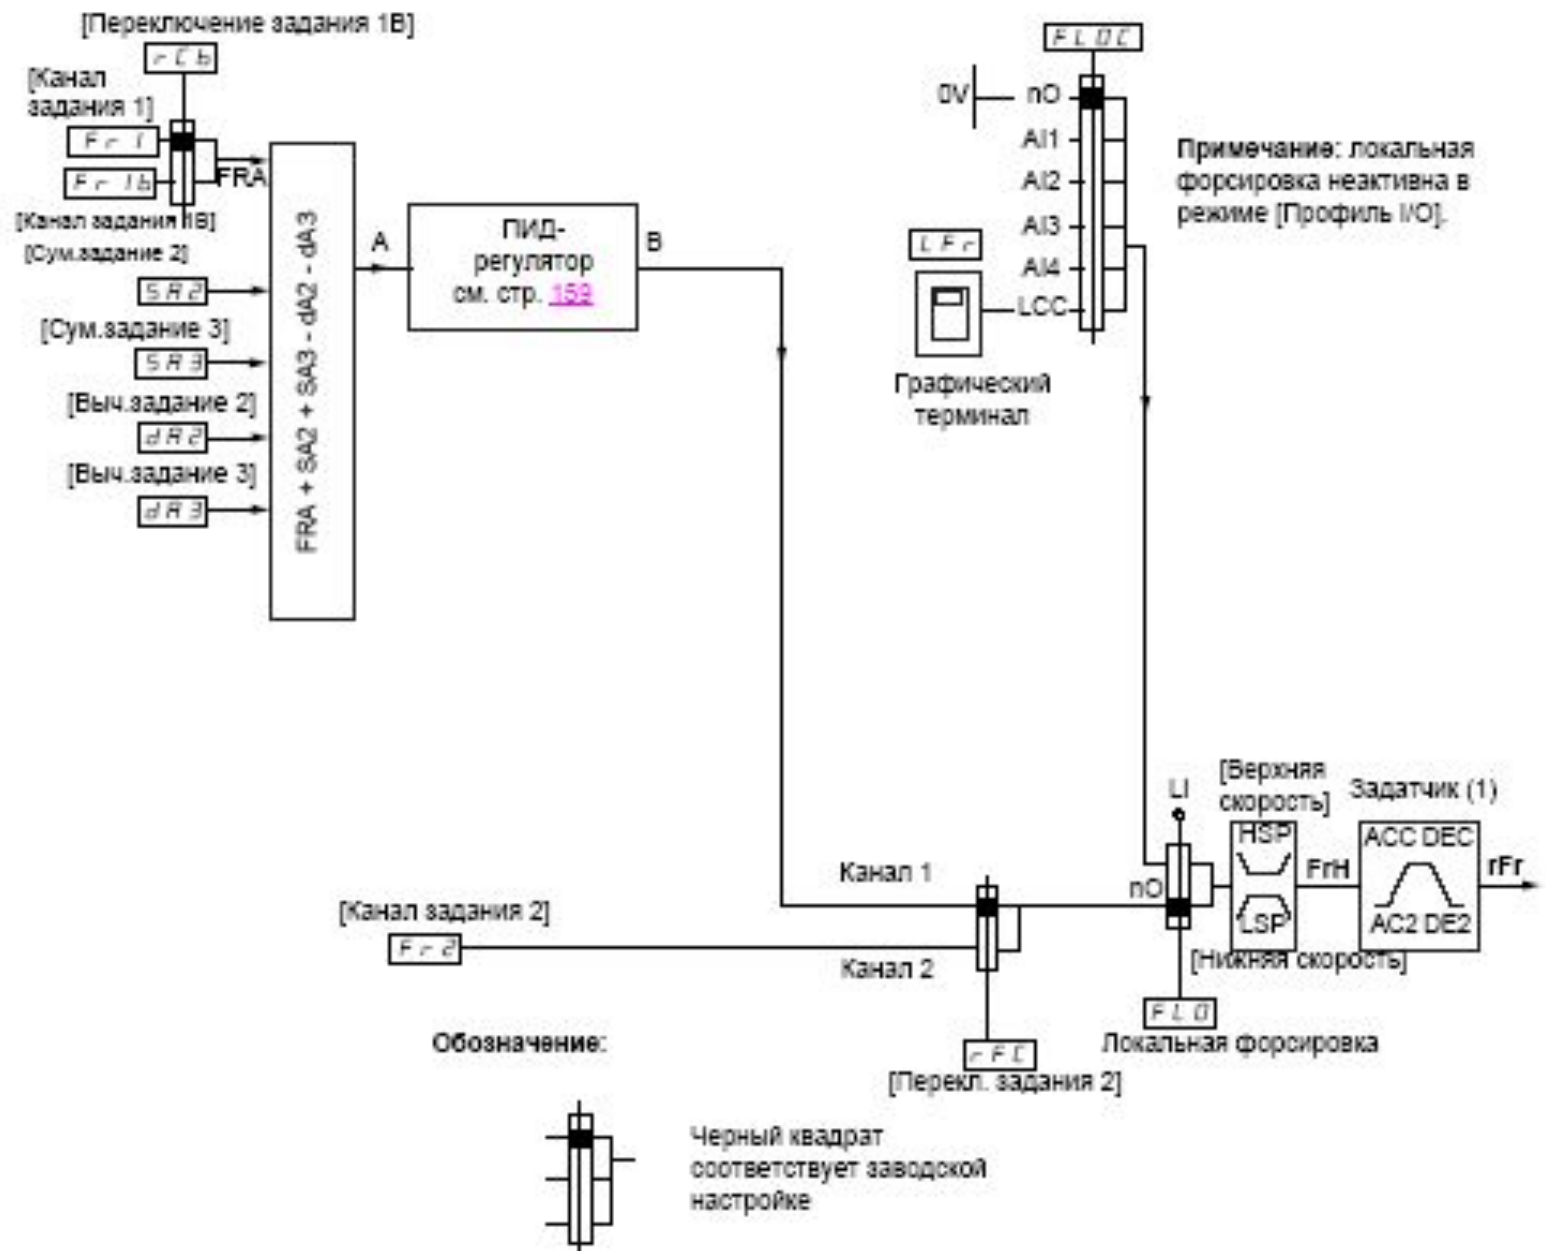 [Переключение задания 1B]
rCb
[Канал
задания 1]
Fr1
Fr1b
FRA
[Канал задания 1B]
[Сум.задание 2]
SA2
[Сум.задание 3]
SA3
[Выч.задание 2]
dA2
[Выч.задание 3]
dA3
FRA + SA2 + SA3 - dA2 - dA3
A
ПИД-
регулятор
см. стр. 159
B
FLOC
0V
nO
AI1
AI2
AI3
AI4
LCC
LFr
Графический
терминал
Примечание: локальная
форсировка неактивна в
режиме [Профиль I/O].
[Канал задания 2]
Fr2
Канал 1
Канал 2
rFC
[Перекл. задания 2]
LI
nO
FLO
Локальная форсировка
[Верхняя
скорость]
HSP
LSP
[Нижняя скорость]
FrH
Задатчик (1)
ACC DEC
AC2 DE2
rFr
Обозначение:
Черный квадрат
соответствует заводской
настройке